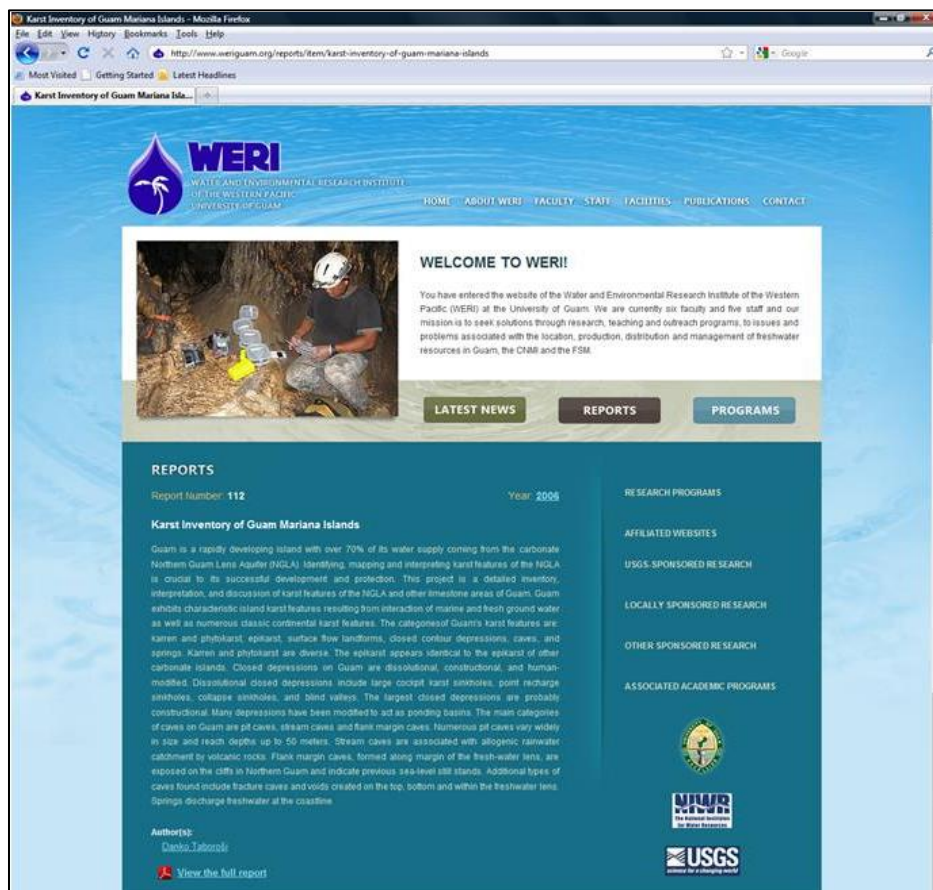 Karst Inventory of Guam Mariana Islands - Mozilla Firefox
File Edit View History Bookmarks Tools Help
http://www.weriguam.org/reports/item/karst-inventory-of-guam-mariana-islands
Google
Most Visited Getting Started Latest Headlines
Karst Inventory of Guam Mariana Isla...
WERI
WATER AND ENVIRONMENTAL RESEARCH INSTITUTE
OF THE WESTERN PACIFIC
UNIVERSITY OF GUAM
HOME ABOUT WERI FACULTY STAFF FACILITIES PUBLICATIONS CONTACT
WELCOME TO WERI!
You have entered the website of the Water and Environmental Research Institute of the Western
Pacific (WERI) at the University of Guam. We are currently six faculty and five staff and our
mission is to seek solutions through research, teaching and outreach programs, to issues and
problems associated with the location, production, distribution and management of freshwater
resources in Guam, the CNMI and the FSM.
LATEST NEWS REPORTS PROGRAMS
REPORTS
Report Number: 112 Year: 2006
Karst Inventory of Guam Mariana Islands
Guam is a rapidly developing island with over 70% of its water supply coming from the carbonate
Northern Guam Lens Aquifer (NGLA). Identifying, mapping and interpreting karst features of the NGLA
is crucial to its successful development and protection. This project is a detailed inventory,
interpretation, and discussion of karst features of the NGLA and other limestone areas of Guam. Guam
exhibits characteristic island karst features resulting from interaction of marine and fresh ground water
as well as numerous classic continental karst features. The categoriesof Guam's karst features are:
karren and phytokarst, epikarst, surface flow landforms, closed contour depressions, caves, and
springs. Karren and phytokarst are diverse. The epikarst appears identical to the epikarst of other
carbonate islands. Closed depressions on Guam are dissolutional, constructional, and human-
modified. Dissolutional closed depressions include large cockpit karst sinkholes, point recharge
sinkholes, collapse sinkholes, and blind valleys. The largest closed depressions are probably
constructional. Many depressions have been modified to act as ponding basins. The main categories
of caves on Guam are pit caves, stream caves and flank margin caves. Numerous pit caves vary widely
in size and reach depths up to 50 meters. Stream caves are associated with allogenic rainwater
catchment by volcanic rocks. Flank margin caves, formed along margin of the fresh-water lens, are
exposed on the cliffs in Northern Guam and indicate previous sea-level still stands. Additional types of
caves found include fracture caves and voids created on the top, bottom and within the freshwater lens.
Springs discharge freshwater at the coastline.
Author(s):
Danko Taboroši
View the full report
RESEARCH PROGRAMS
AFFILIATED WEBSITES
USGS-SPONSORED RESEARCH
LOCALLY SPONSORED RESEARCH
OTHER SPONSORED RESEARCH
ASSOCIATED ACADEMIC PROGRAMS
NIWR
The National Institutes
for Water Resources
USGS
science for a changing world